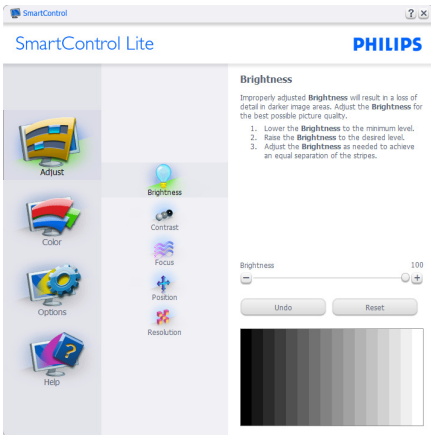 SmartControl
SmartControl Lite
PHILIPS
Adjust
Color
Options
Help
Brightness
Contrast
Focus
Position
Resolution
Brightness
Improperly adjusted Brightness will result in a loss of
detail in darker image areas. Adjust the Brightness for
the best possible picture quality.
1. Lower the Brightness to the minimum level.
2. Raise the Brightness to the desired level.
3. Adjust the Brightness as needed to achieve
an equal separation of the stripes.
Brightness 100
Undo Reset